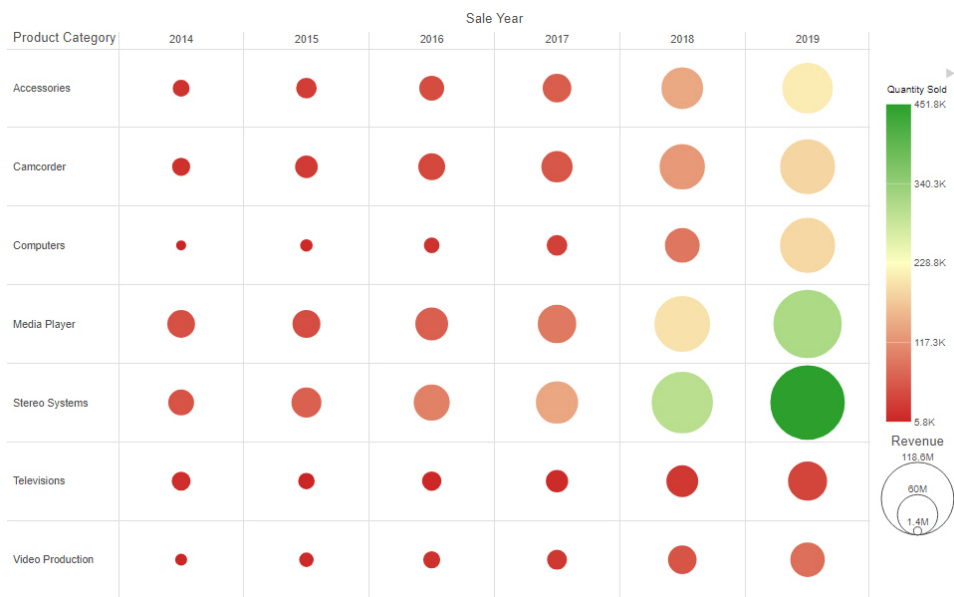 Sale Year
Product Category 2014 2015 2016 2017 2018 2019
Accessories
Camcorder
Computers
Media Player
Stereo Systems
Televisions
Video Production
Quantity Sold
451.8K
340.3K
228.8K
117.3K
5.8K
Revenue
118.6M
60M
1.4M